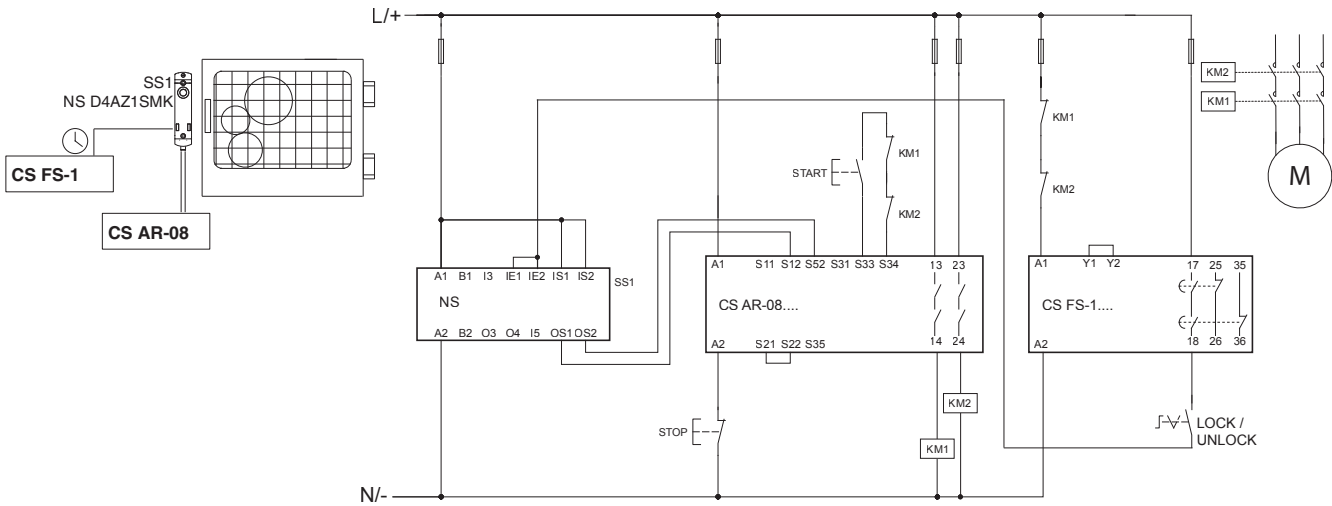 L/+
SS1
NS D4AZ1SMK
CS FS-1
CS AR-08
KM1
KM2
START
KM1
KM2
KM2
KM1
M
A1 B1 I3 IE1 IE2 IS1 IS2
SS1
NS
A2 B2 O3 O4 I5 OS1 OS2
A1 S11 S12 S52 S31 S33 S34 13 23
CS AR-08....
A2 S21 S22 S35 14 24
A1 Y1 Y2 17 25 35
CS FS-1....
A2 18 26 36
STOP
KM2
KM1
LOCK /
UNLOCK
N/-